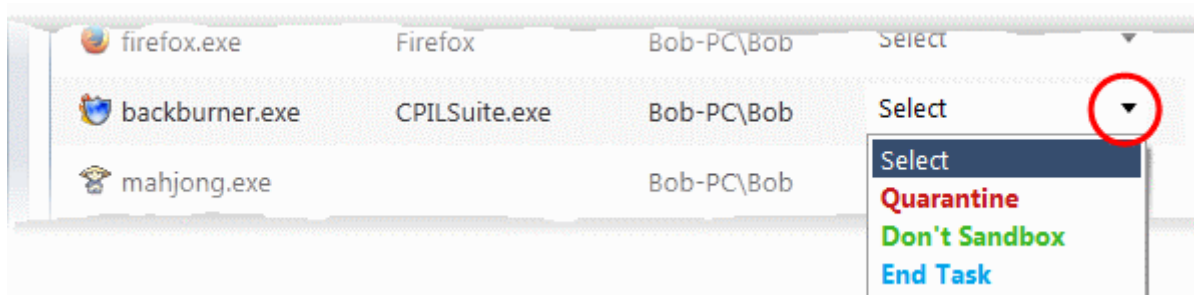 firefox.exe Firefox Bob-PC\Bob Select
backburner.exe CPILSuite.exe Bob-PC\Bob Select
mahjong.exe Bob-PC\Bob
Select
Quarantine
Don't Sandbox
End Task